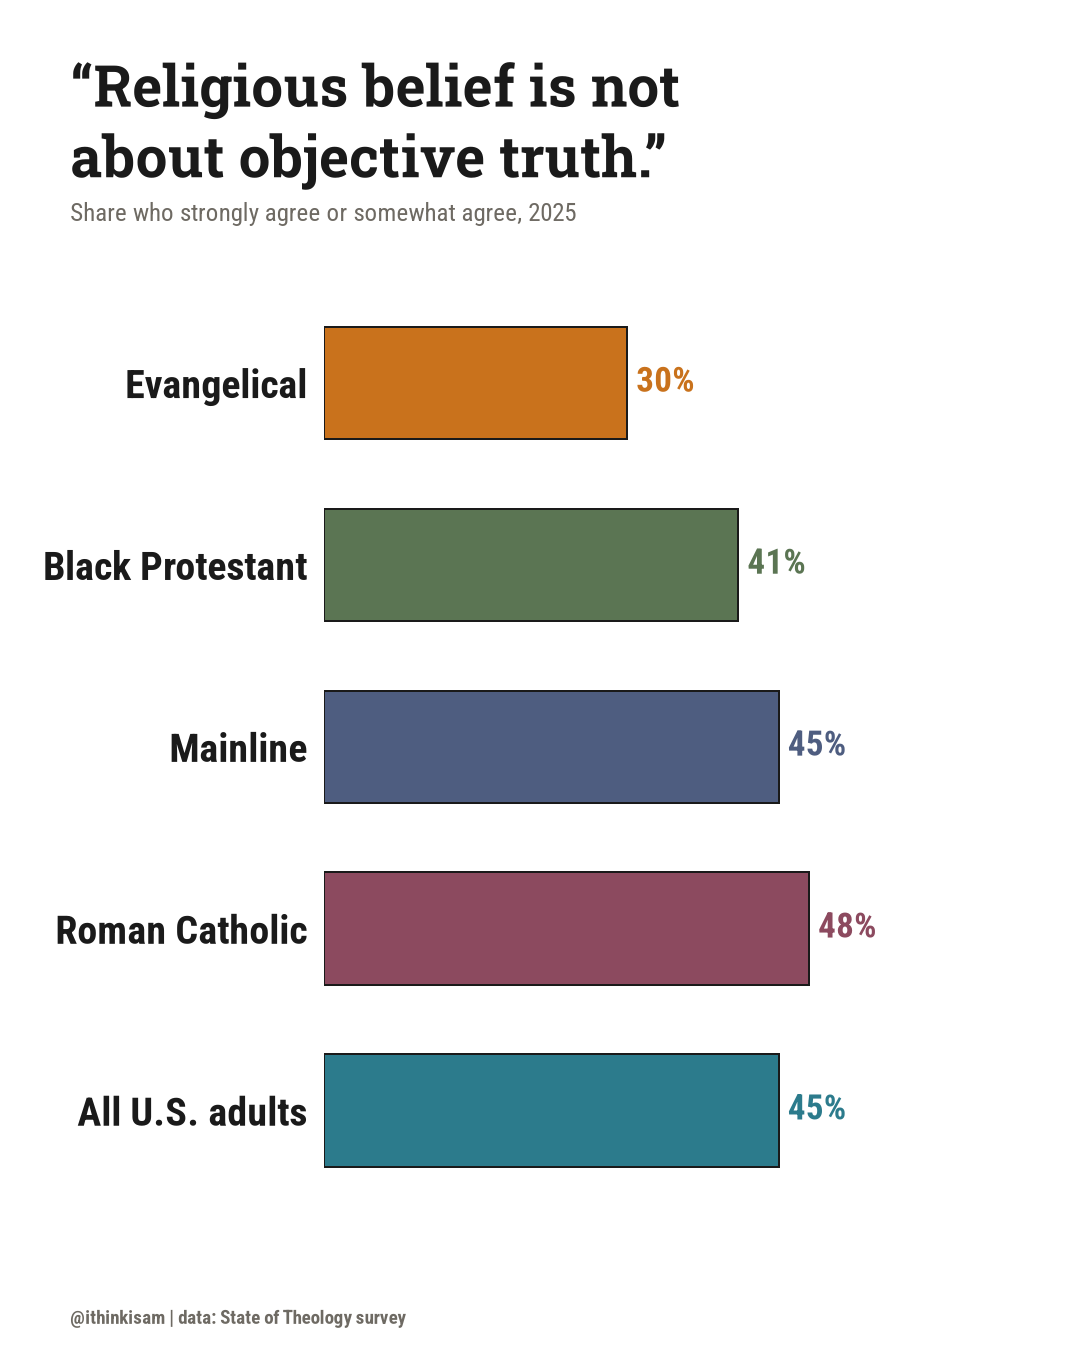 “Religious belief is not
about objective truth.”
Share who strongly agree or somewhat agree, 2025
Evangelical 30%
Black Protestant 41%
Mainline 45%
Roman Catholic 48%
All U.S. adults 45%
@ithinkisam | data: State of Theology survey